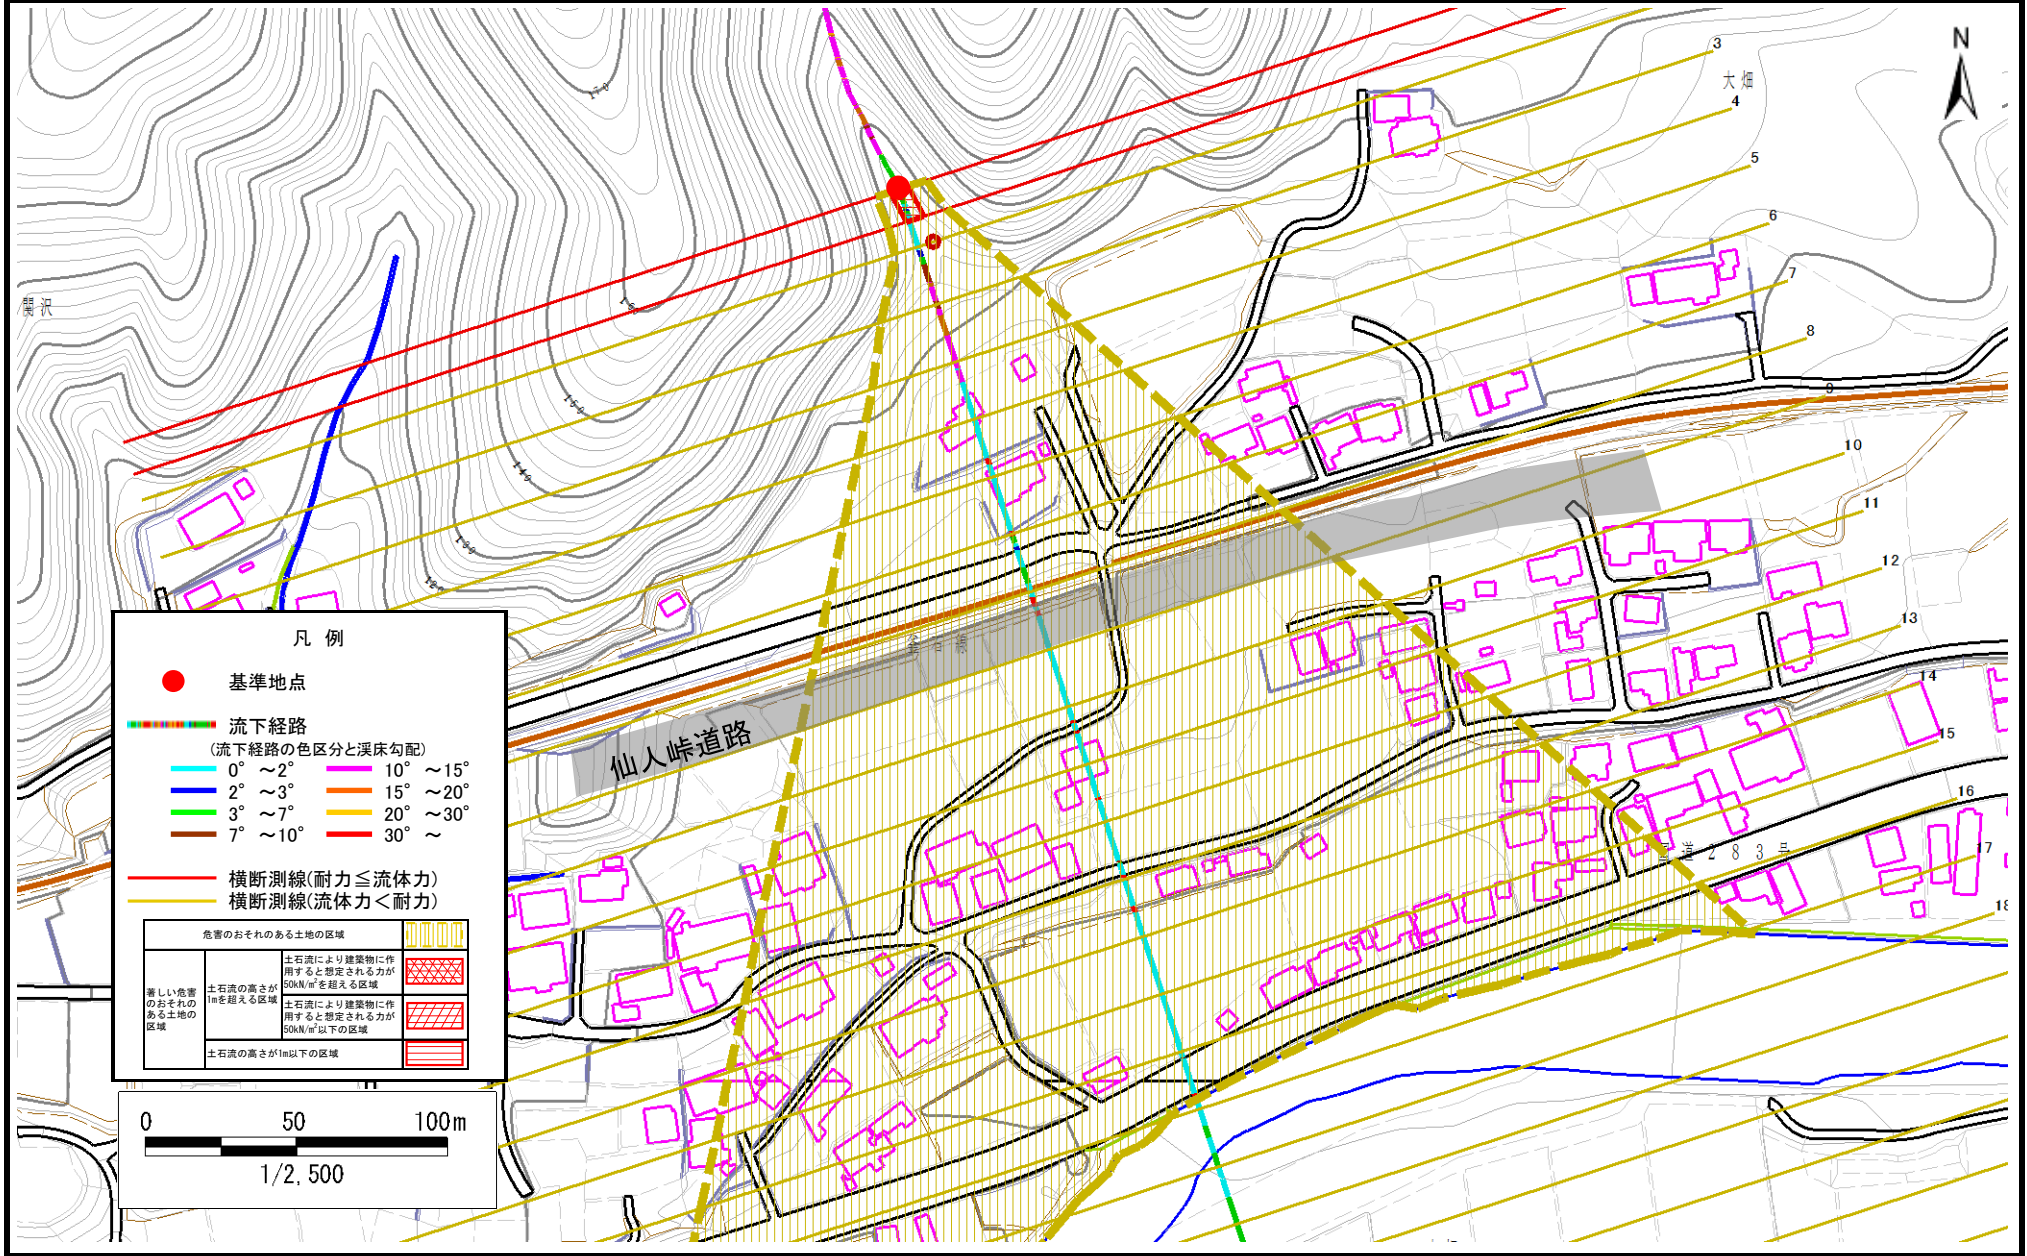 N
3
大畑
4
5
6
7
8
9
10
11
12
13
14
15
16
17
18
関沢
170
150
140
釜石線
仙人峠道路
国道283号
凡 例
基準地点
流下経路
(流下経路の色区分と渓床勾配)
0° ～2° 10° ～15°
2° ～3° 15° ～20°
3° ～7° 20° ～30°
7° ～10° 30° ～
横断測線(耐力≦流体力)
横断測線(流体力＜耐力)
危害のおそれのある土地の区域
著しい危害のおそれのある土地の区域
土石流の高さが1mを超える区域
土石流により建築物に作用すると想定される力が50kN/㎡を超える区域
土石流により建築物に作用すると想定される力が50kN/㎡以下の区域
土石流の高さが1m以下の区域
0 50 100m
1/2,500